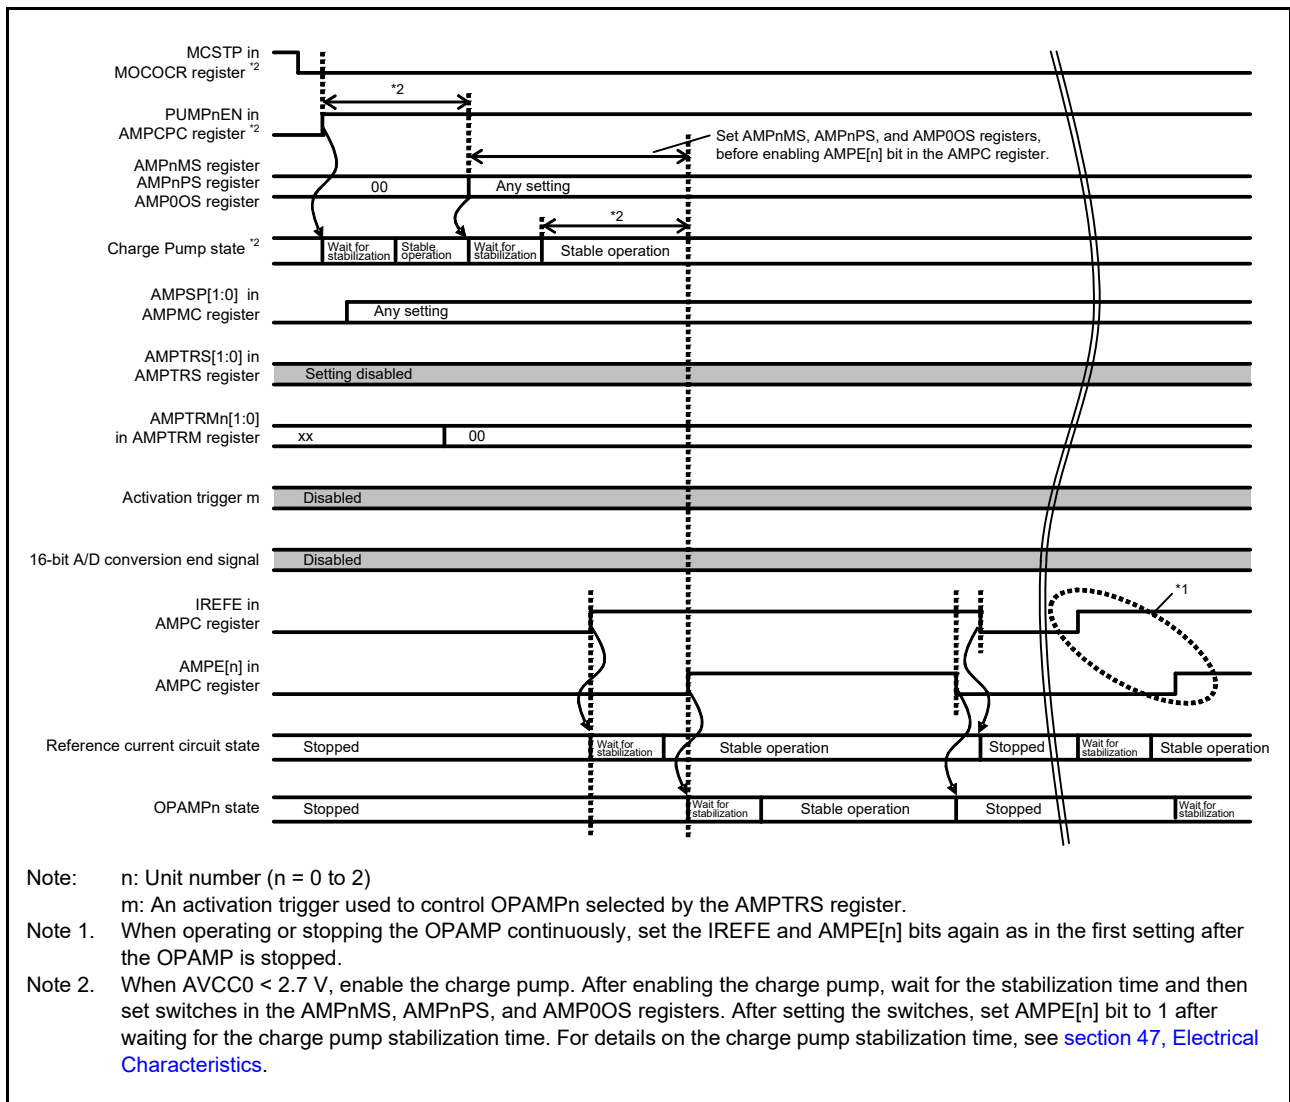 MCSTP in
MOCOCR register *2
*2
PUMPnEN in
AMPCPC register *2
Set AMPnMS, AMPnPS, and AMP0OS registers,
before enabling AMPE[n] bit in the AMPC register.
AMPnMS register
AMPnPS register
AMP0OS register
00
Any setting
*2
Charge Pump state *2
Wait for
stabilization
Stable
operation
Wait for
stabilization
Stable operation
AMPSP[1:0] in
AMPMC register
Any setting
AMPTRS[1:0] in
AMPTRS register
Setting disabled
AMPTRMn[1:0]
in AMPTRM register
xx
00
Activation trigger m
Disabled
16-bit A/D conversion end signal
Disabled
IREFE in
AMPC register
*1
AMPE[n] in
AMPC register
Reference current circuit state
Stopped
Wait for
stabilization
Stable operation
Stopped
Wait for
stabilization
Stable operation
OPAMPn state
Stopped
Wait for
stabilization
Stable operation
Stopped
Wait for
stabilization
Note: n: Unit number (n = 0 to 2)
m: An activation trigger used to control OPAMPn selected by the AMPTRS register.
Note 1. When operating or stopping the OPAMP continuously, set the IREFE and AMPE[n] bits again as in the first setting after
the OPAMP is stopped.
Note 2. When AVCC0 < 2.7 V, enable the charge pump. After enabling the charge pump, wait for the stabilization time and then
set switches in the AMPnMS, AMPnPS, and AMP0OS registers. After setting the switches, set AMPE[n] bit to 1 after
waiting for the charge pump stabilization time. For details on the charge pump stabilization time, see section 47, Electrical
Characteristics.